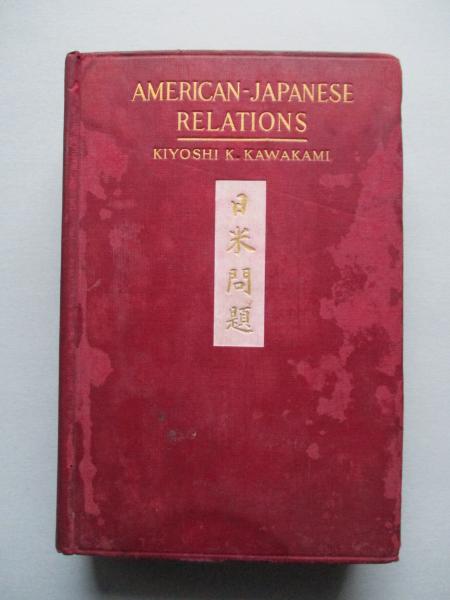 AMERICAN-JAPANESE
RELATIONS
KIYOSHI K. KAWAKAMI
日米問題